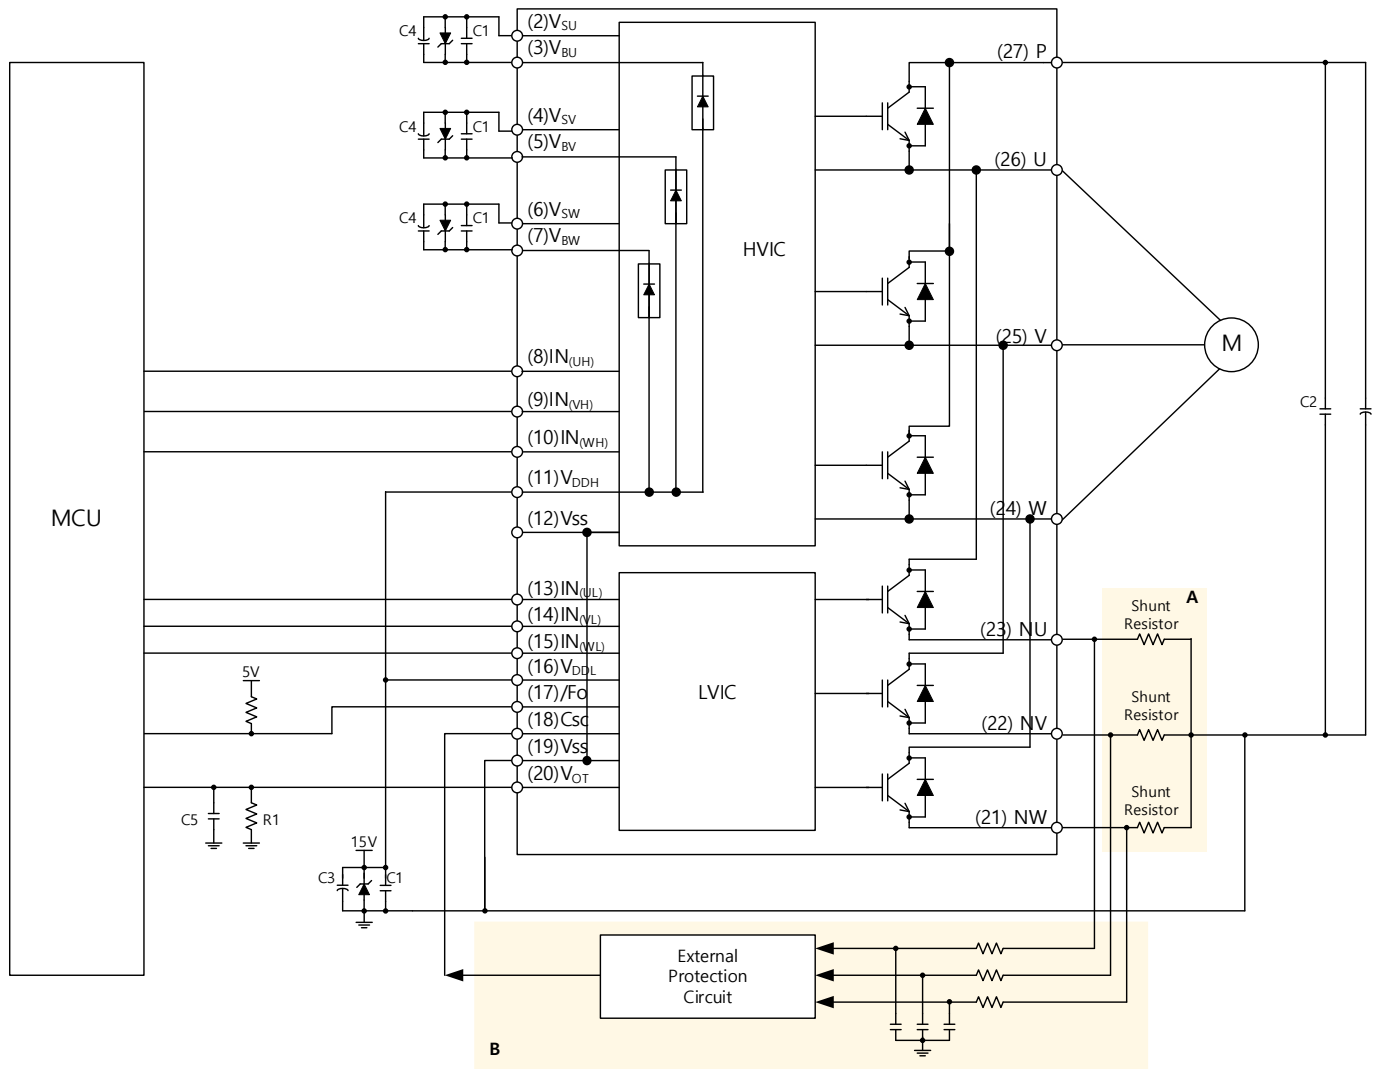 C4
C1
(2)VSU
(3)VBU
C4
C1
(4)VSV
(5)VBV
C4
C1
(6)VSW
(7)VBW
HVIC
(8)IN(UH)
(9)IN(VH)
(10)IN(WH)
(11)VDDH
(12)Vss
MCU
(13)IN(UL)
(14)IN(VL)
(15)IN(WL)
(16)VDDL
(17)/Fo
(18)Csc
(19)Vss
(20)VOT
LVIC
5V
C5
R1
15V
C3
C1
(27) P
(26) U
(25) V
(24) W
(23) NU
(22) NV
(21) NW
M
C2
A
Shunt
Resistor
Shunt
Resistor
Shunt
Resistor
External
Protection
Circuit
B